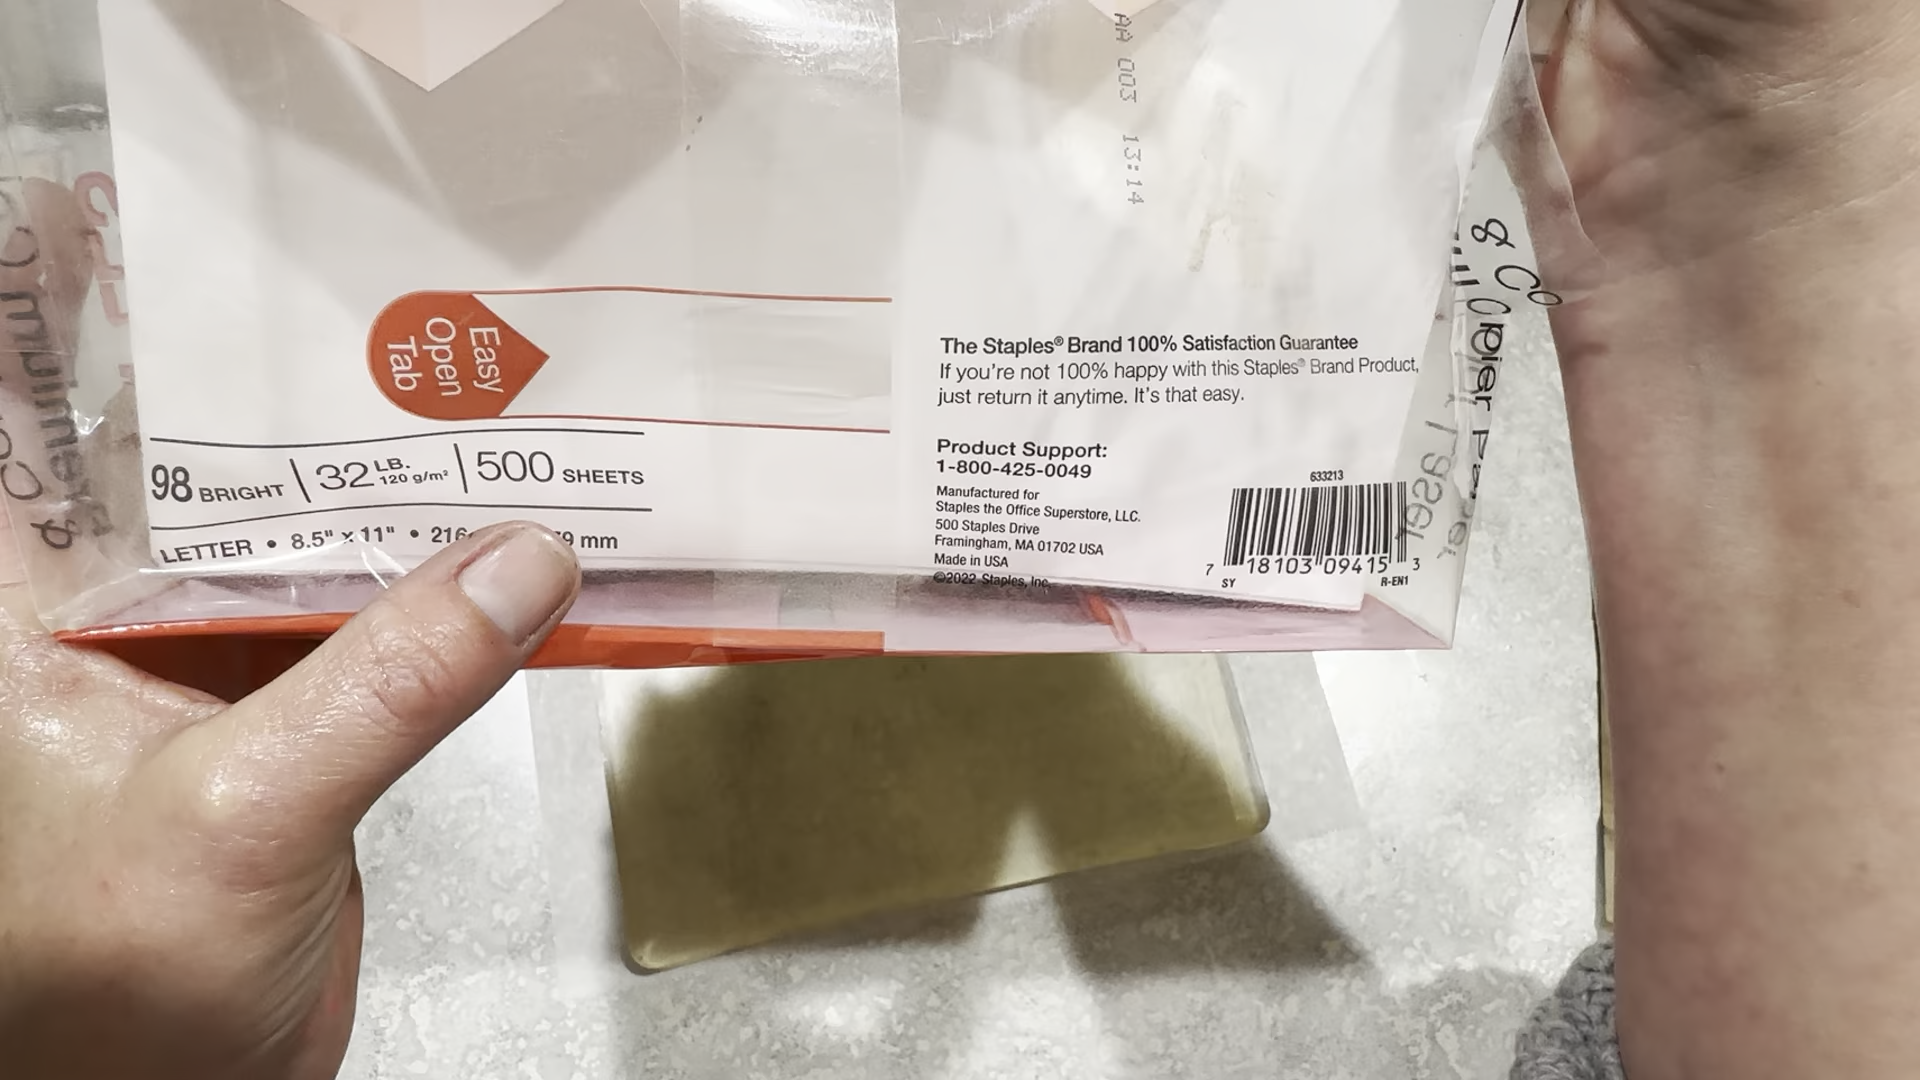 AA 003 13:14
Easy
Open
Tab
98 BRIGHT | 32 LB. 120 g/m² | 500 SHEETS
LETTER • 8.5" x 11" • mm
The Staples® Brand 100% Satisfaction Guarantee
If you're not 100% happy with this Staples® Brand Product,
just return it anytime. It's that easy.
Product Support:
1-800-425-0049
Manufactured for
Staples the Office Superstore, LLC.
500 Staples Drive
Framingham, MA 01702 USA
Made in USA
©2022 Staples, Inc.
633213
7 18103 09415 3
SY R-EN1
& Co
Laser